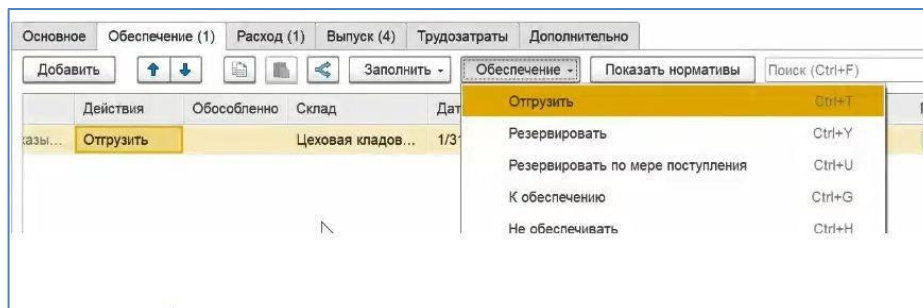 Основное Обеспечение (1) Расход (1) Выпуск (4) Трудозатраты Дополнительно
Добавить Заполнить Обеспечение Показать нормативы Поиск (Ctrl+F)
Действия Обособленно Склад Дат
казы... Отгрузить Цеховая кладов... 1/31
Отгрузить Ctrl+T
Резервировать Ctrl+Y
Резервировать по мере поступления Ctrl+U
К обеспечению Ctrl+G
Не обеспечивать Ctrl+H